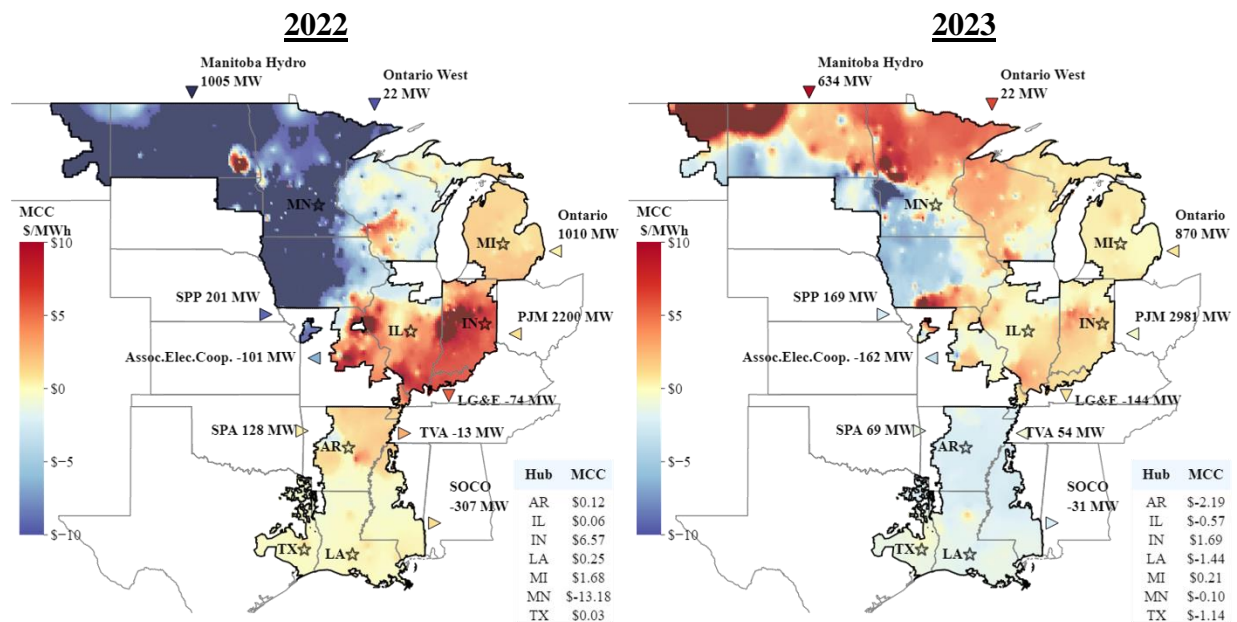 2022
Manitoba Hydro
1005 MW
Ontario West
22 MW
MN
MCC
$/MWh
$10
$5
$0
$−5
$−10
MI
Ontario
1010 MW
SPP 201 MW
IL
IN
PJM 2200 MW
Assoc.Elec.Coop. -101 MW
LG&E -74 MW
SPA 128 MW
TVA -13 MW
AR
SOCO
-307 MW
TX
LA
Hub MCC
AR $0.12
IL $0.06
IN $6.57
LA $0.25
MI $1.68
MN $-13.18
TX $0.03
2023
Manitoba Hydro
634 MW
Ontario West
22 MW
MN
MCC
$/MWh
$10
$5
$0
$−5
$−10
MI
Ontario
870 MW
SPP 169 MW
IL
IN
PJM 2981 MW
Assoc.Elec.Coop. -162 MW
LG&E -144 MW
SPA 69 MW
TVA 54 MW
AR
SOCO
-31 MW
TX
LA
Hub MCC
AR $-2.19
IL $-0.57
IN $1.69
LA $-1.44
MI $0.21
MN $-0.10
TX $-1.14